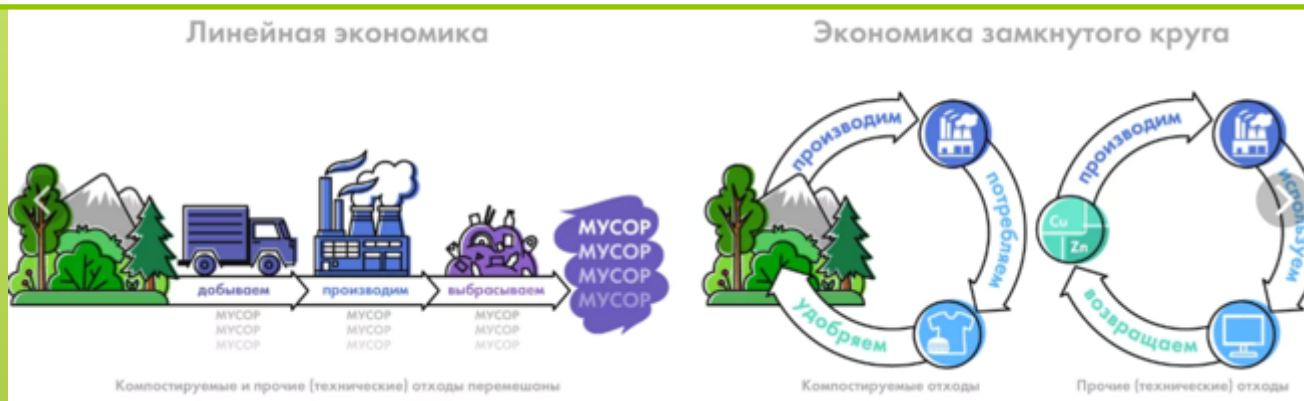 Линейная экономика
МУСОР
МУСОР
МУСОР
МУСОР
добываем
производим
выбрасываем
МУСОР
МУСОР
МУСОР
МУСОР
МУСОР
МУСОР
МУСОР
МУСОР
МУСОР
Компостируемые и прочие (технические) отходы перемешаны
Экономика замкнутого круга
производим
потребляем
удобряем
Компостируемые отходы
производим
используем
Cu
Zn
возвращаем
Прочие (технические) отходы